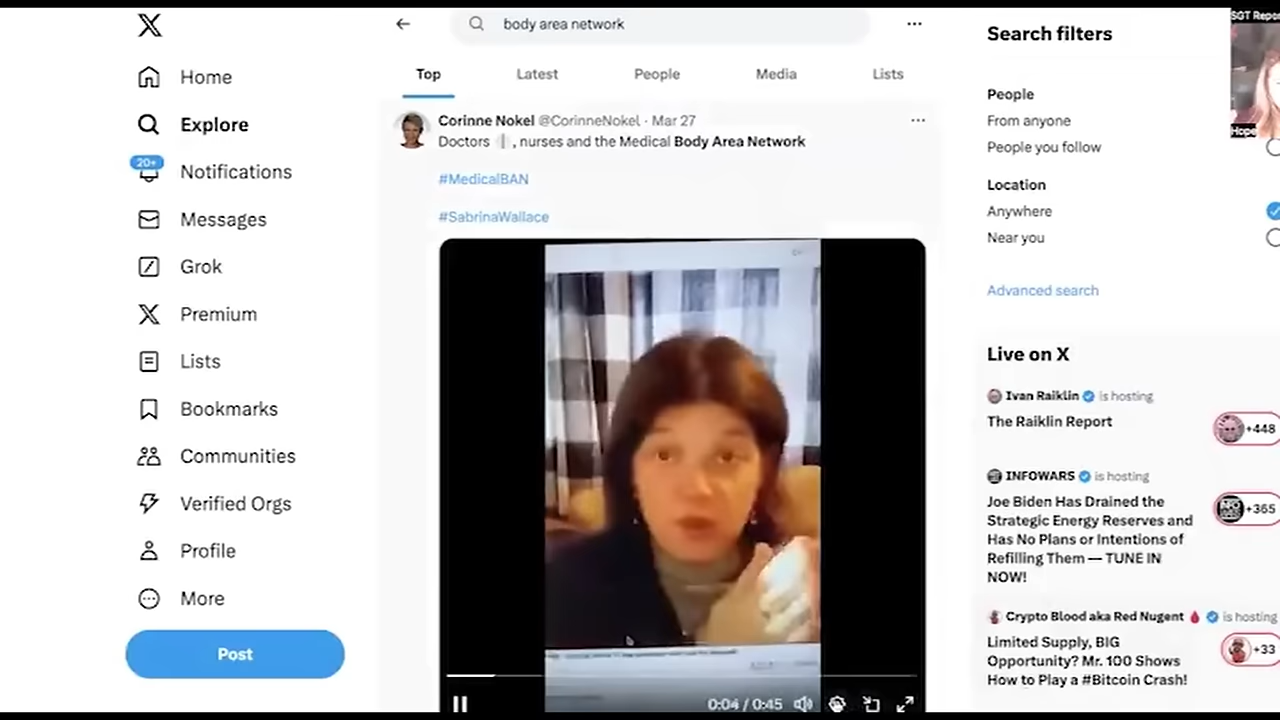 body area network
Home
Explore
20+
Notifications
Messages
Grok
Premium
Lists
Bookmarks
Communities
Verified Orgs
Profile
More
Post
Top
Latest
People
Media
Lists
Corinne Nokel @CorinneNokel · Mar 27
Doctors , nurses and the Medical Body Area Network
#MedicalBAN
#SabrinaWallace
0:04 / 0:45
Search filters
People
From anyone
People you follow
Location
Anywhere
Near you
Advanced search
Live on X
Ivan Raiklin is hosting
The Raiklin Report
+448
INFOWARS is hosting
Joe Biden Has Drained the
Strategic Energy Reserves and
Has No Plans or Intentions of
Refilling Them — TUNE IN
NOW!
+365
Crypto Blood aka Red Nugent is hosting
Limited Supply, BIG
Opportunity? Mr. 100 Shows
How to Play a #Bitcoin Crash!
+33
SGT Repor
Hope